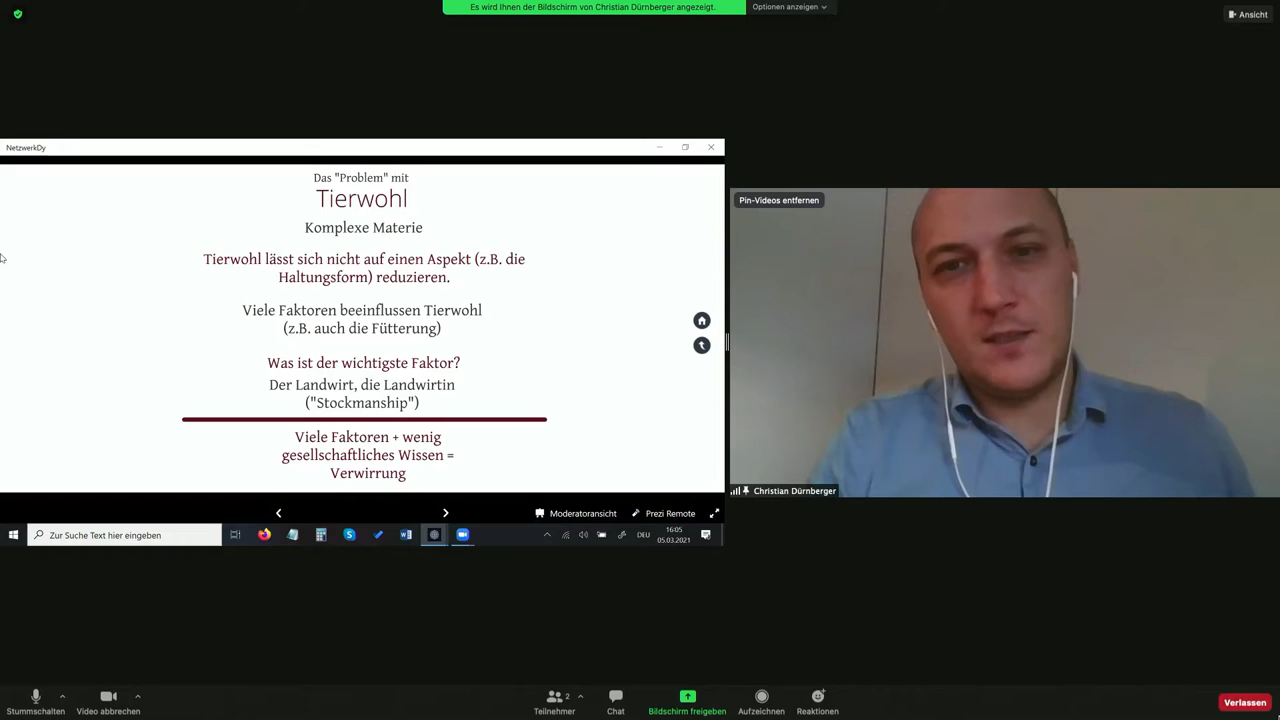 Es wird Ihnen der Bildschirm von Christian Dürnberger angezeigt.
Optionen anzeigen
Ansicht
NetzwerkDy
Das "Problem" mit
Tierwohl
Komplexe Materie
Tierwohl lässt sich nicht auf einen Aspekt (z.B. die
Haltungsform) reduzieren.
Viele Faktoren beeinflussen Tierwohl
(z.B. auch die Fütterung)
Was ist der wichtigste Faktor?
Der Landwirt, die Landwirtin
("Stockmanship")
Viele Faktoren + wenig
gesellschaftliches Wissen =
Verwirrung
Moderatoransicht
Prezi Remote
Zur Suche Text hier eingeben
DEU
16:05
05.03.2021
Pin-Videos entfernen
Christian Dürnberger
Stummschalten
Video abbrechen
2
Teilnehmer
Chat
Bildschirm freigeben
Aufzeichnen
Reaktionen
Verlassen